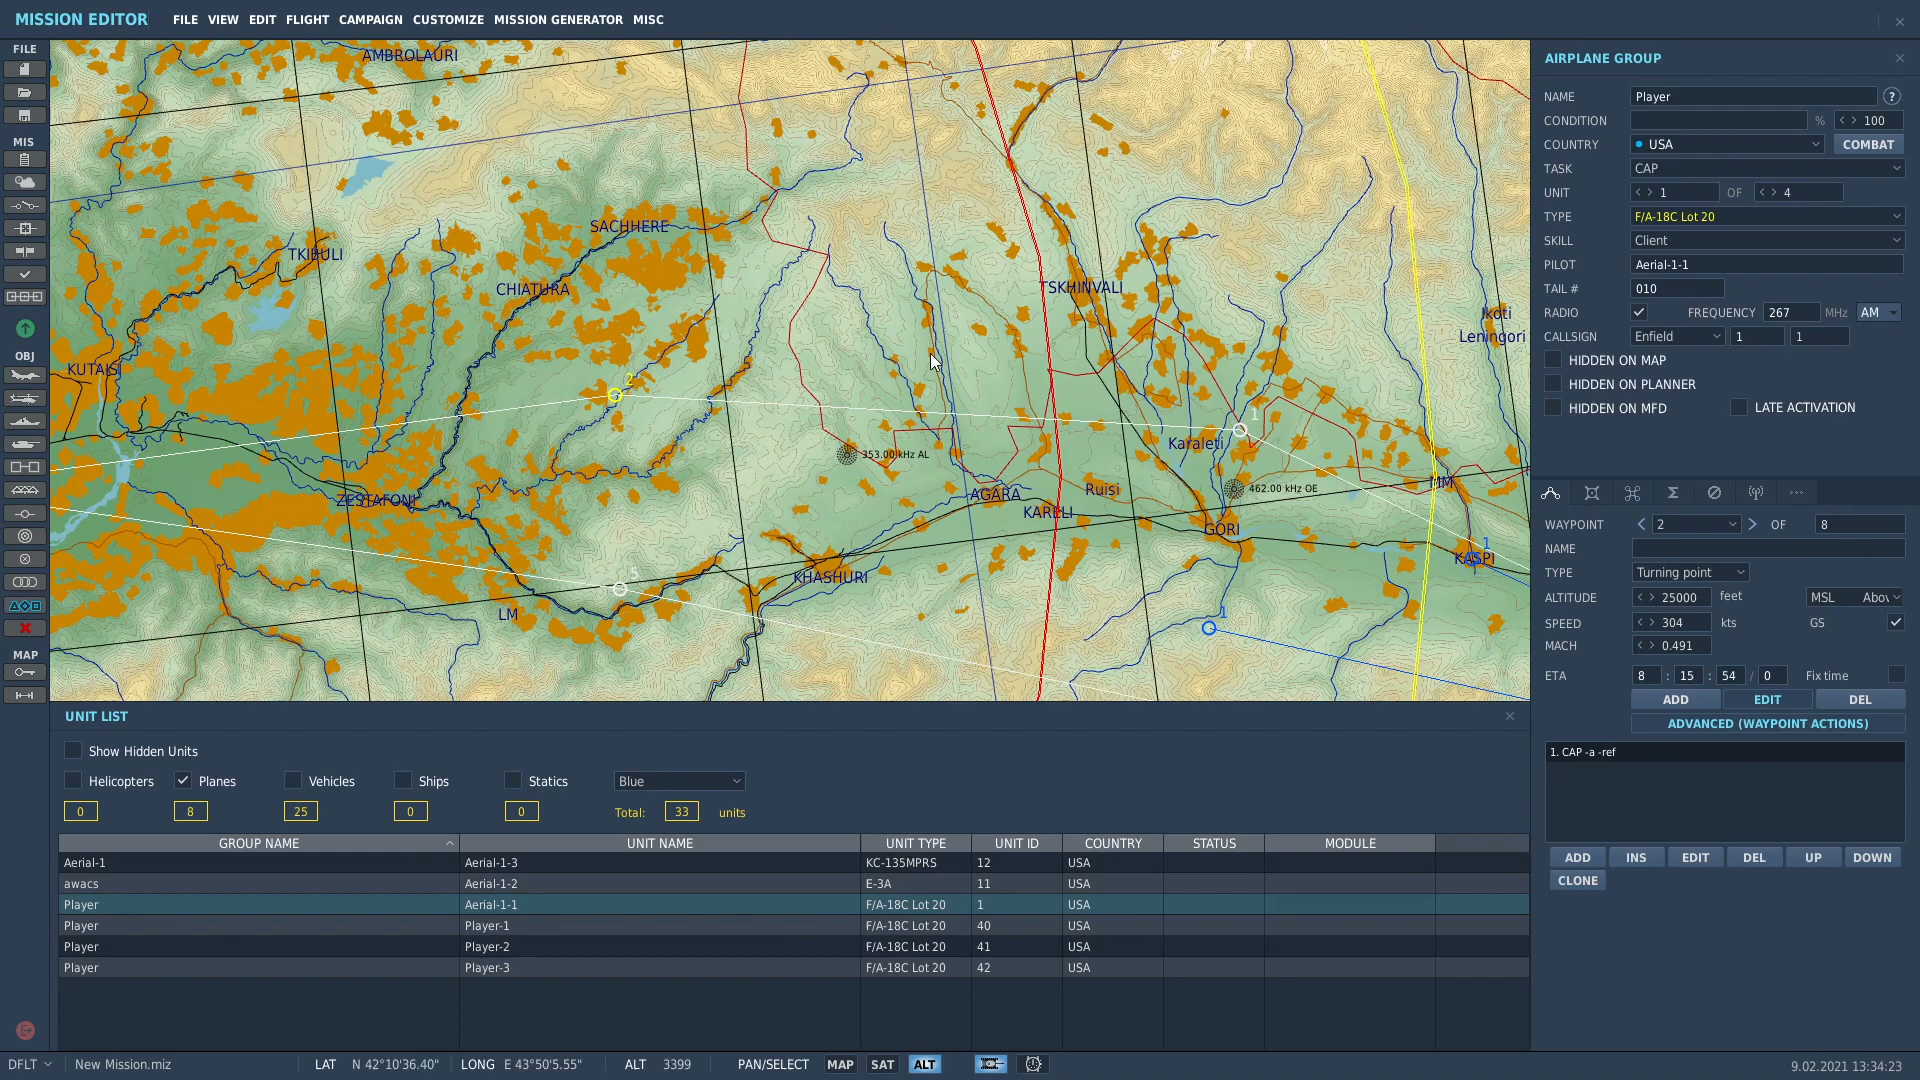 MISSION EDITOR
FILE VIEW EDIT FLIGHT CAMPAIGN CUSTOMIZE MISSION GENERATOR MISC
FILE
MIS
OBJ
MAP
AMBROLAURI
SACHHERE
TKIBULI
CHIATURA
TSKHINVALI
Ikoti
Leningori
KUTAISI
2
1
Karaleti
353.00 kHz AL
462.00 kHz OE
MM
ZESTAFONI
AGARA
Ruisi
KARELI
GORI
1
KASPI
KHASHURI
5
LM
1
AIRPLANE GROUP
NAME Player ?
CONDITION % 100
COUNTRY USA COMBAT
TASK CAP
UNIT 1 OF 4
TYPE F/A-18C Lot 20
SKILL Client
PILOT Aerial-1-1
TAIL # 010
RADIO FREQUENCY 267 MHz AM
CALLSIGN Enfield 1 1
HIDDEN ON MAP
HIDDEN ON PLANNER
HIDDEN ON MFD LATE ACTIVATION
WAYPOINT 2 OF 8
NAME
TYPE Turning point
ALTITUDE 25000 feet MSL Abov
SPEED 304 kts GS
MACH 0.491
ETA 8 : 15 : 54 / 0 Fix time
ADD EDIT DEL
ADVANCED (WAYPOINT ACTIONS)
1. CAP -a -ref
ADD INS EDIT DEL UP DOWN
CLONE
UNIT LIST
Show Hidden Units
Helicopters Planes Vehicles Ships Statics Blue
0 8 25 0 0 Total: 33 units
GROUP NAME UNIT NAME UNIT TYPE UNIT ID COUNTRY STATUS MODULE
Aerial-1 Aerial-1-3 KC-135MPRS 12 USA
awacs Aerial-1-2 E-3A 11 USA
Player Aerial-1-1 F/A-18C Lot 20 1 USA
Player Player-1 F/A-18C Lot 20 40 USA
Player Player-2 F/A-18C Lot 20 41 USA
Player Player-3 F/A-18C Lot 20 42 USA
DFLT New Mission.miz LAT N 42°10'36.40" LONG E 43°50'5.55" ALT 3399 PAN/SELECT MAP SAT ALT 9.02.2021 13:34:23